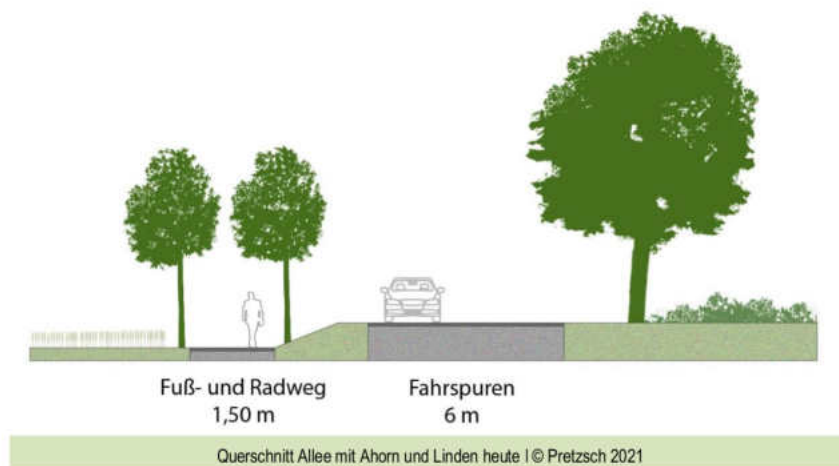 Fuß- und Radweg
1,50 m
Fahrspuren
6 m
Querschnitt Allee mit Ahorn und Linden heute I © Pretzsch 2021